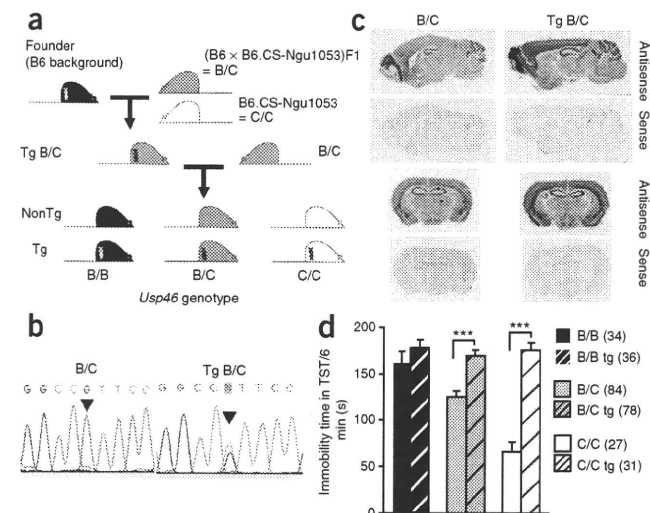 a
Founder
(B6 background)
(B6 × B6.CS-Ngu1053)F1
= B/C
B6.CS-Ngu1053
= C/C
Tg B/C
B/C
NonTg
Tg
B/B
B/C
C/C
Usp46 genotype
b
B/C
Tg B/C
G G C C G T T C C
G G C C
T T C C
c
B/C
Tg B/C
Antisense
Sense
Antisense
Sense
d
Immobility time in TST/6
min (s)
200
150
100
50
0
***
***
B/B (34)
B/B tg (36)
B/C (84)
B/C tg (78)
C/C (27)
C/C tg (31)